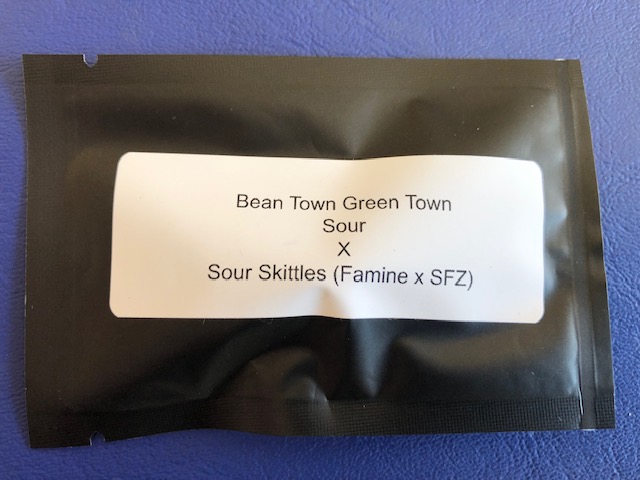 Bean Town Green Town
Sour
X
Sour Skittles (Famine x SFZ)